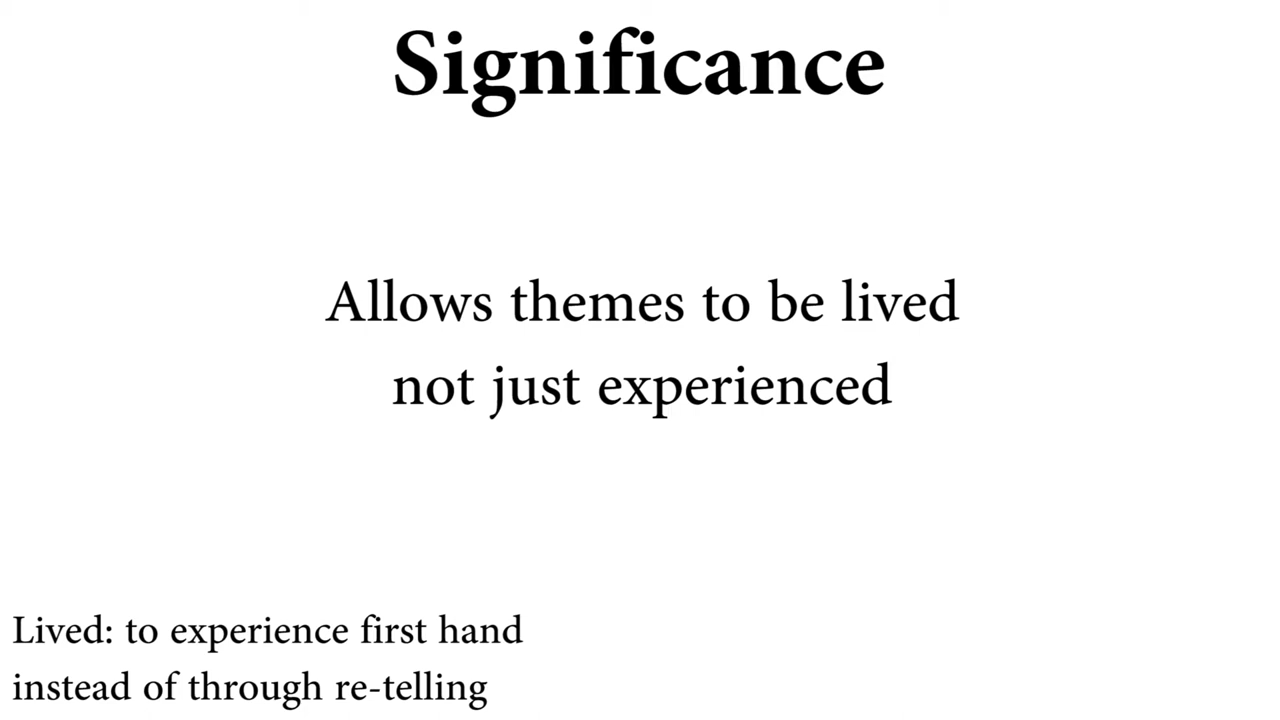 Significance
Allows themes to be lived
not just experienced
Lived: to experience first hand
instead of through re-telling